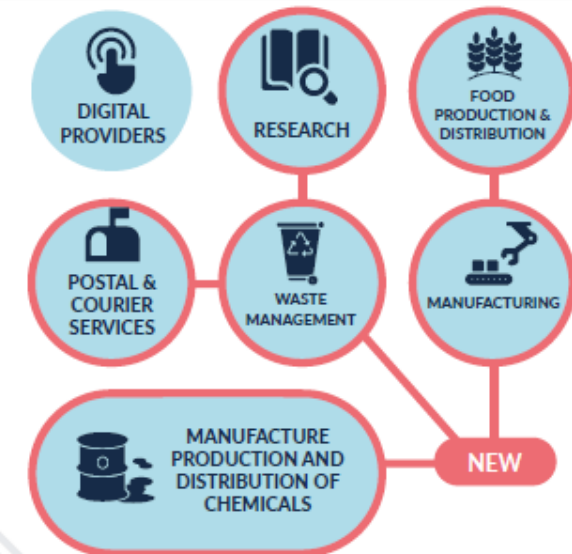 DIGITAL
PROVIDERS
RESEARCH
FOOD
PRODUCTION &
DISTRIBUTION
POSTAL &
COURIER
SERVICES
WASTE
MANAGEMENT
MANUFACTURING
MANUFACTURE
PRODUCTION AND
DISTRIBUTION OF
CHEMICALS
NEW